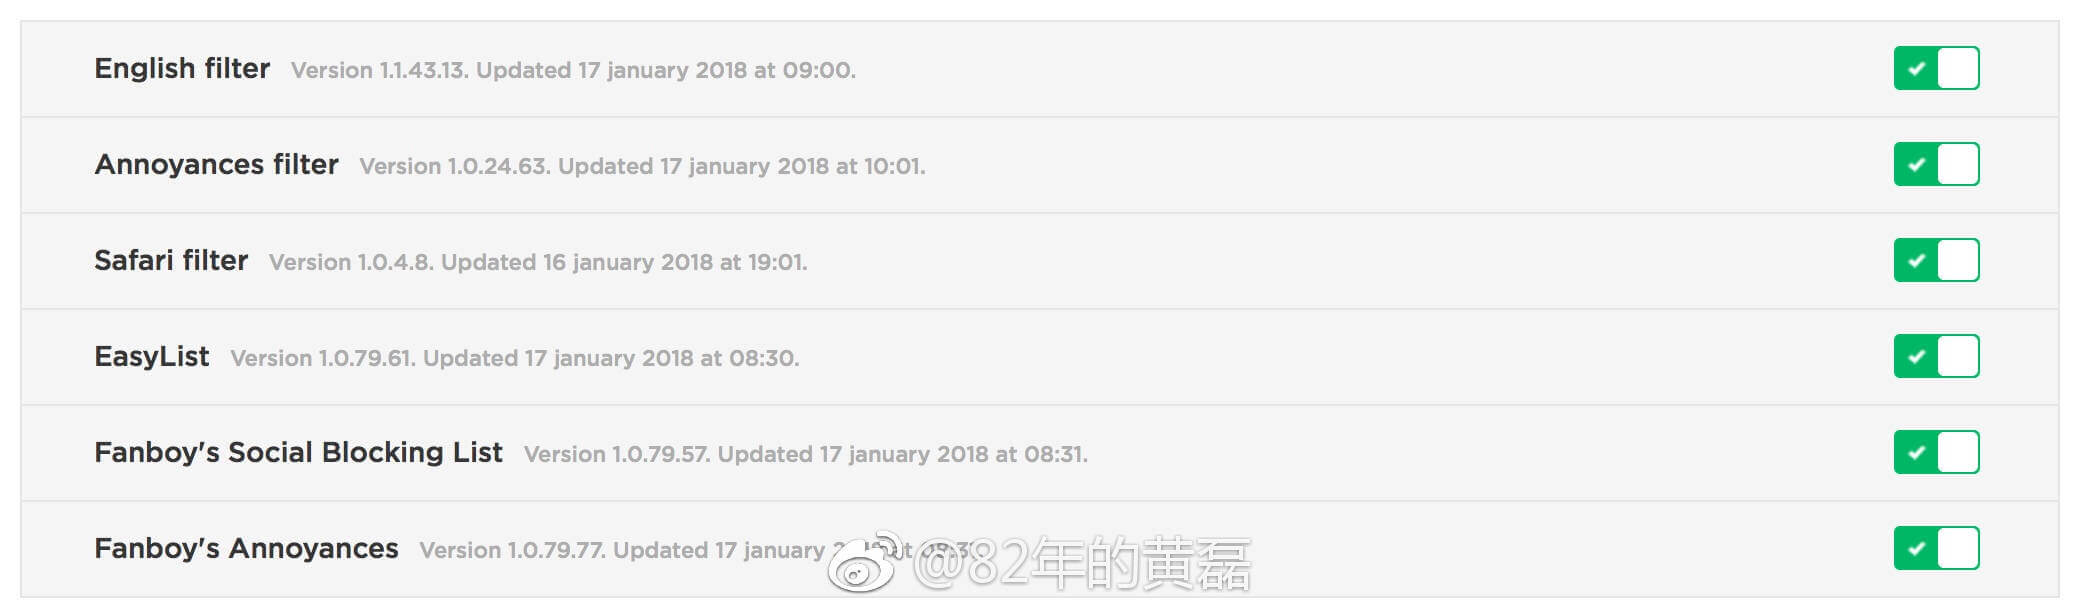 English filter Version 1.1.43.13. Updated 17 january 2018 at 09:00.
Annoyances filter Version 1.0.24.63. Updated 17 january 2018 at 10:01.
Safari filter Version 1.0.4.8. Updated 16 january 2018 at 19:01.
EasyList Version 1.0.79.61. Updated 17 january 2018 at 08:30.
Fanboy's Social Blocking List Version 1.0.79.57. Updated 17 january 2018 at 08:31.
Fanboy's Annoyances Version 1.0.79.77. Updated 17 january at
@82年的黄磊